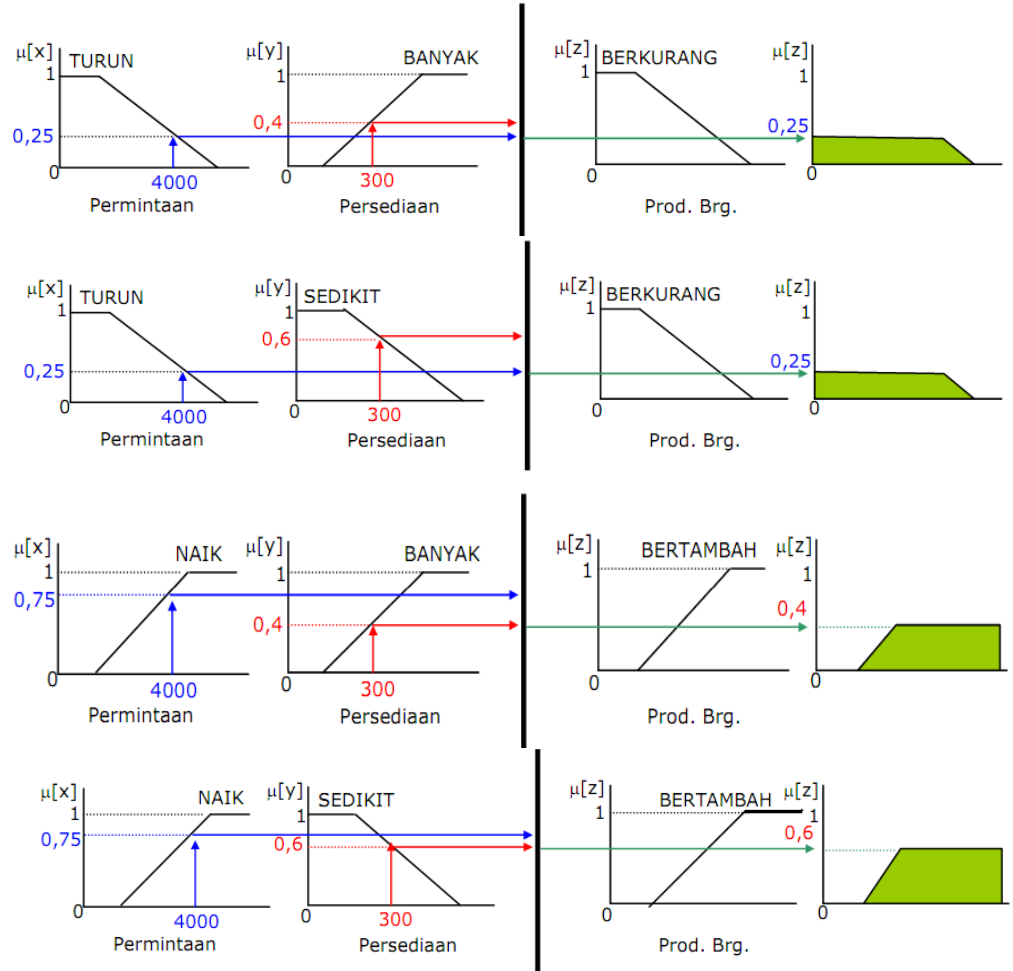 μ[x] TURUN μ[y] BANYAK μ[z] BERKURANG μ[z]
1 1 1 1
0,25 0,4 0,25
0 0 0 0
4000 300
Permintaan Persediaan Prod. Brg.
μ[x] TURUN μ[y] SEDIKIT μ[z] BERKURANG μ[z]
1 1 1 1
0,25 0,6 0,25
0 0 0 0
4000 300
Permintaan Persediaan Prod. Brg.
μ[x] NAIK μ[y] BANYAK μ[z] BERTAMBAH μ[z]
1 1 1 1
0,75 0,4 0,4
0 0 0 0
4000 300
Permintaan Persediaan Prod. Brg.
μ[x] NAIK μ[y] SEDIKIT μ[z] BERTAMBAH μ[z]
1 1 1 1
0,75 0,6 0,6
0 0 0 0
4000 300
Permintaan Persediaan Prod. Brg.